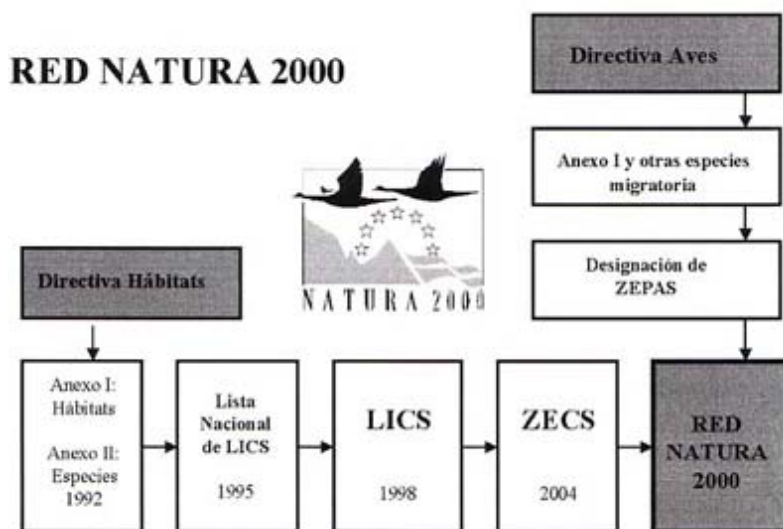 RED NATURA 2000
Directiva Aves
Anexo I y otras especies
migratoria
Designación de
ZEPAS
NATURA 2000
Directiva Hábitats
Anexo I:
Hábitats
Anexo II:
Especies
1992
Lista
Nacional
de LICS
1995
LICS
1998
ZECS
2004
RED
NATURA
2000